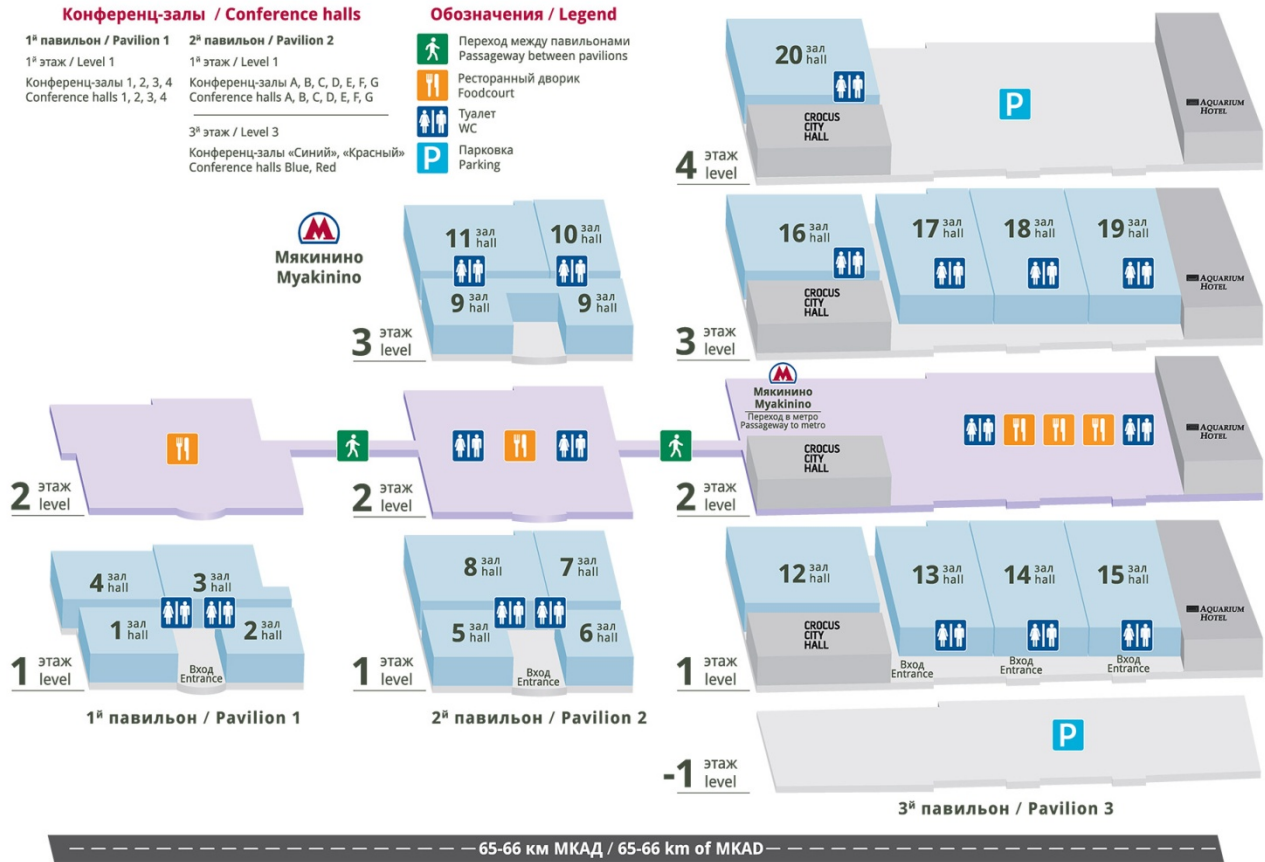 Конференц-залы / Conference halls
1й павильон / Pavilion 1
1й этаж / Level 1
Конференц-залы 1, 2, 3, 4
Conference halls 1, 2, 3, 4
2й павильон / Pavilion 2
1й этаж / Level 1
Конференц-залы A, B, C, D, E, F, G
Conference halls A, B, C, D, E, F, G
3й этаж / Level 3
Конференц-залы «Синий», «Красный»
Conference halls Blue, Red
Обозначения / Legend
Переход между павильонами
Passageway between pavilions
Ресторанный дворик
Foodcourt
Туалет
WC
P
Парковка
Parking
20 зал
hall
CROCUS
CITY
HALL
P
AQUARIUM
HOTEL
4 этаж
level
М
Мякинино
Myakinino
11 зал
hall
10 зал
hall
9 зал
hall
9 зал
hall
3 этаж
level
16 зал
hall
17 зал
hall
18 зал
hall
19 зал
hall
CROCUS
CITY
HALL
AQUARIUM
HOTEL
3 этаж
level
2 этаж
level
2 этаж
level
М
Мякинино
Myakinino
Переход в метро
Passageway to metro
CROCUS
CITY
HALL
AQUARIUM
HOTEL
2 этаж
level
4 зал
hall
3 зал
hall
1 зал
hall
2 зал
hall
Вход
Entrance
1 этаж
level
1й павильон / Pavilion 1
8 зал
hall
7 зал
hall
5 зал
hall
6 зал
hall
Вход
Entrance
1 этаж
level
2й павильон / Pavilion 2
12 зал
hall
13 зал
hall
14 зал
hall
15 зал
hall
CROCUS
CITY
HALL
AQUARIUM
HOTEL
Вход
Entrance
Вход
Entrance
Вход
Entrance
1 этаж
level
P
-1 этаж
level
3й павильон / Pavilion 3
65-66 км МКАД / 65-66 km of MKAD